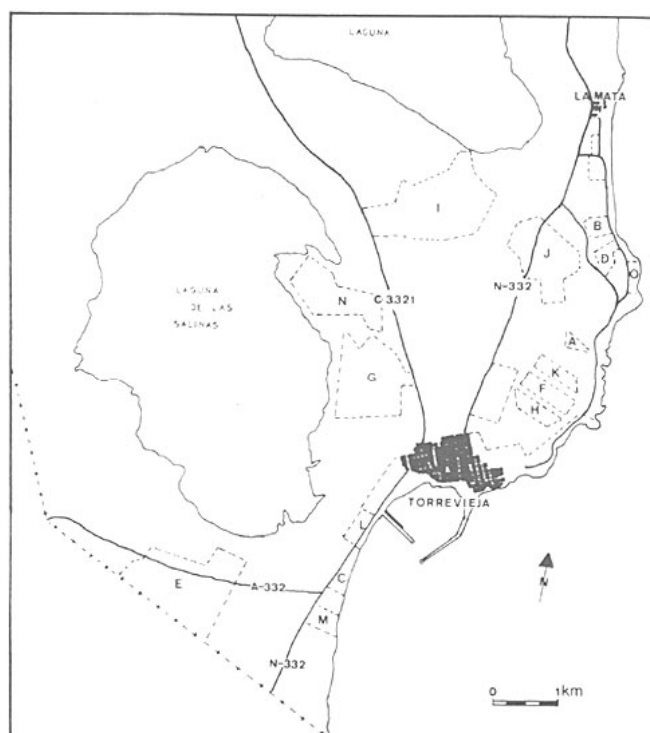 LAGUNA
LA MATA
I
B
J
D
O
LAGUNA
DE LAS
SALINAS
N
C-3321
N-332
A
K
G
F
H
TORREVIEJA
L
E
A-332
C
N
M
N-332
0 1km